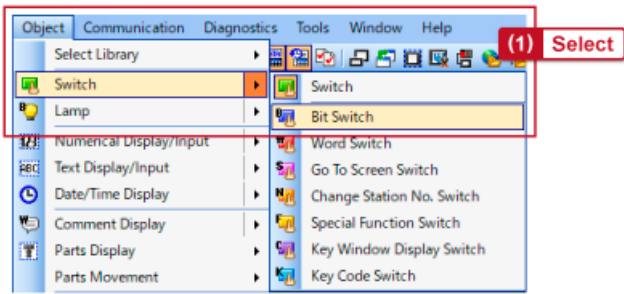 Object Communication Diagnostics Tools Window Help
(1) Select
Select Library
Switch
Lamp
Numerical Display/Input
Text Display/Input
Date/Time Display
Comment Display
Parts Display
Parts Movement
Switch
Bit Switch
Word Switch
Go To Screen Switch
Change Station No. Switch
Special Function Switch
Key Window Display Switch
Key Code Switch